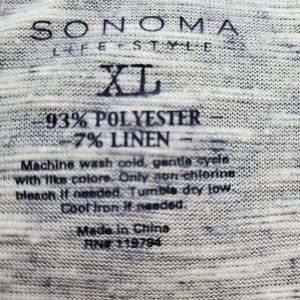 SONOMA
LIFE + STYLE
XL
-93% POLYESTER -
-7% LINEN -
Machine wash cold, gentle cycle
with like colors. Only non-chlorine
bleach if needed. Tumble dry low.
Cool iron if needed.
Made in China
RN# 119794